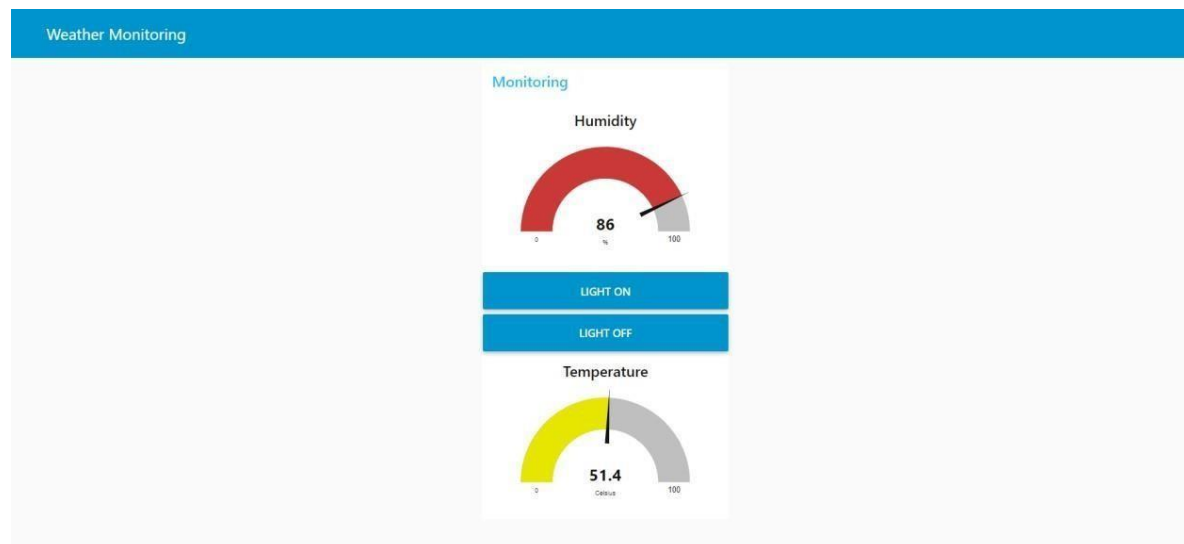 Weather Monitoring
Monitoring
Humidity
86
%
0 100
LIGHT ON
LIGHT OFF
Temperature
51.4
Celsius
0 100